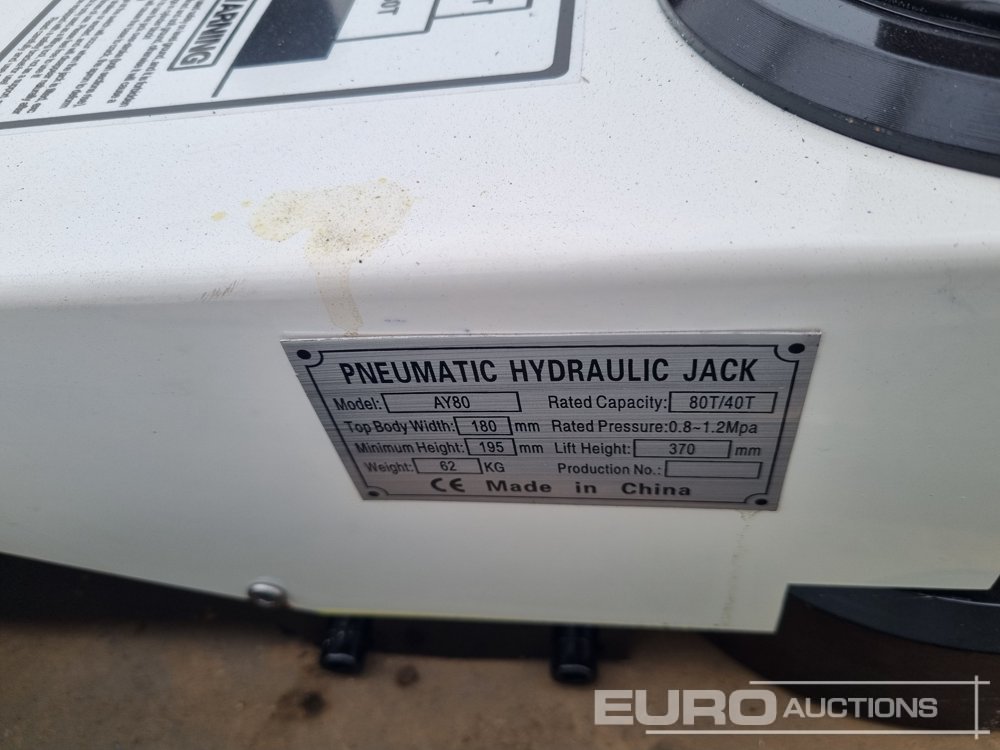 WARNING
0T
PNEUMATIC HYDRAULIC JACK
Model: AY80 Rated Capacity: 80T/40T
Top Body Width: 180 mm Rated Pressure:0.8~1.2Mpa
Minimum Height: 195 mm Lift Height: 370 mm
Weight: 62 KG Production No.:
CE Made in China
EURO AUCTIONS